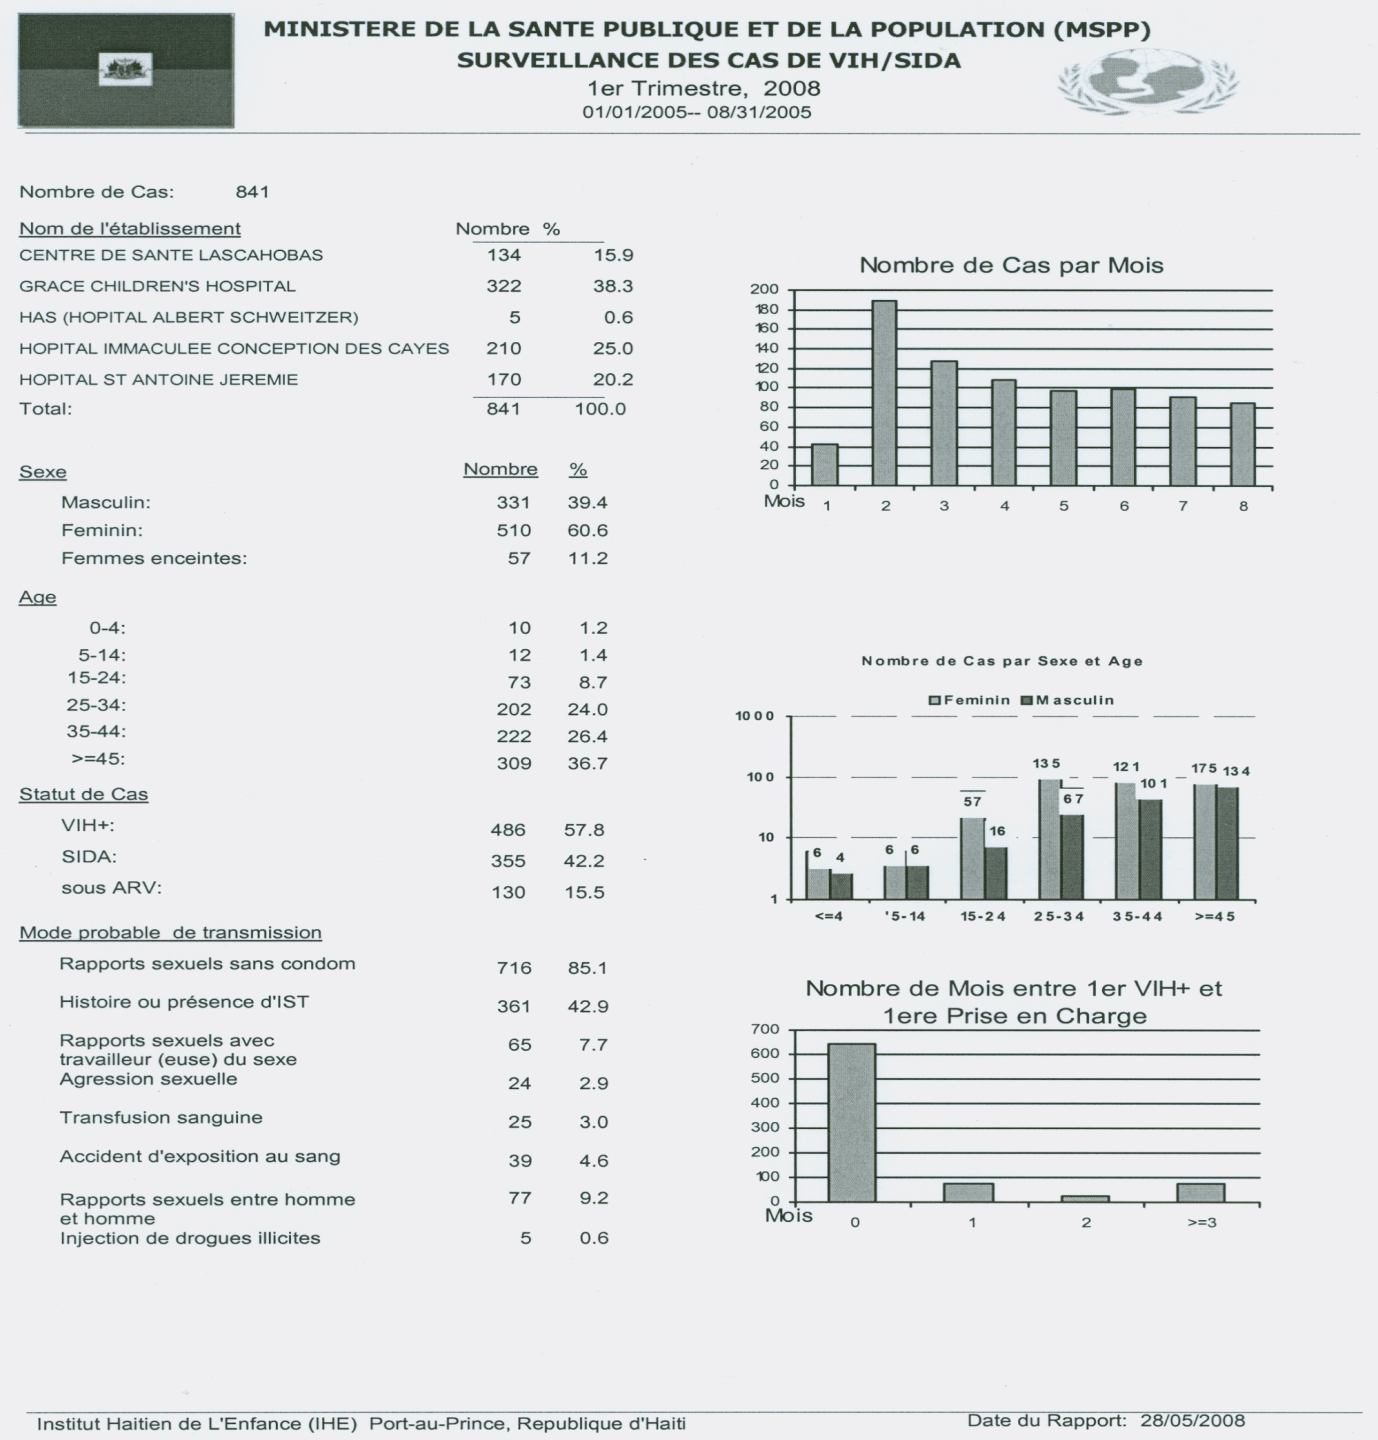 MINISTERE DE LA SANTE PUBLIQUE ET DE LA POPULATION (MSPP)
SURVEILLANCE DES CAS DE VIH/SIDA
1er Trimestre, 2008
01/01/2005-- 08/31/2005
Nombre de Cas: 841
Nom de l'établissement Nombre %
CENTRE DE SANTE LASCAHOBAS 134 15.9
GRACE CHILDREN'S HOSPITAL 322 38.3
HAS (HOPITAL ALBERT SCHWEITZER) 5 0.6
HOPITAL IMMACULEE CONCEPTION DES CAYES 210 25.0
HOPITAL ST ANTOINE JEREMIE 170 20.2
Total: 841 100.0
Sexe Nombre %
Masculin: 331 39.4
Feminin: 510 60.6
Femmes enceintes: 57 11.2
Age
0-4: 10 1.2
5-14: 12 1.4
15-24: 73 8.7
25-34: 202 24.0
35-44: 222 26.4
>=45: 309 36.7
Statut de Cas
VIH+: 486 57.8
SIDA: 355 42.2
sous ARV: 130 15.5
Mode probable de transmission
Rapports sexuels sans condom 716 85.1
Histoire ou présence d'IST 361 42.9
Rapports sexuels avec
travailleur (euse) du sexe 65 7.7
Agression sexuelle 24 2.9
Transfusion sanguine 25 3.0
Accident d'exposition au sang 39 4.6
Rapports sexuels entre homme 77 9.2
et homme
Injection de drogues illicites 5 0.6
Nombre de Cas par Mois
200
180
160
140
120
100
80
60
40
20
0
Mois 1 2 3 4 5 6 7 8
Nombre de Cas par Sexe et Age
Feminin Masculin
1000
100
10
1
6 4 6 6 57 16 135 67 121 101 175 134
<=4 '5-14 15-24 25-34 35-44 >=45
Nombre de Mois entre 1er VIH+ et
1ere Prise en Charge
700
600
500
400
300
200
100
0
Mois 0 1 2 >=3
Institut Haitien de L'Enfance (IHE) Port-au-Prince, Republique d'Haiti
Date du Rapport: 28/05/2008